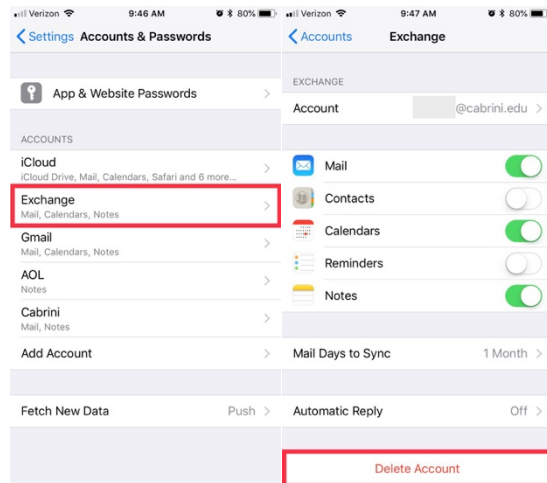 Verizon 9:46 AM 80%
Settings Accounts & Passwords
App & Website Passwords
ACCOUNTS
iCloud
iCloud Drive, Mail, Calendars, Safari and 6 more...
Exchange
Mail, Calendars, Notes
Gmail
Mail, Calendars, Notes
AOL
Notes
Cabrini
Mail, Notes
Add Account
Fetch New Data Push
Verizon 9:47 AM 80%
Accounts Exchange
EXCHANGE
Account @cabrini.edu
Mail
Contacts
Calendars
Reminders
Notes
Mail Days to Sync 1 Month
Automatic Reply Off
Delete Account